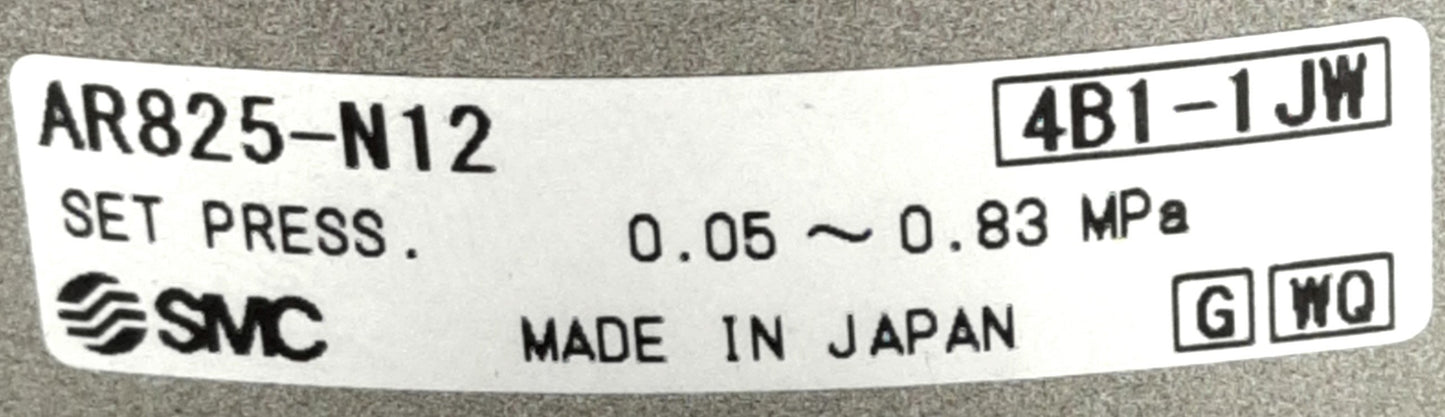 AR825-N12 4B1-1JW
SET PRESS. 0.05 ~ 0.83 MPa
SMC MADE IN JAPAN G WQ